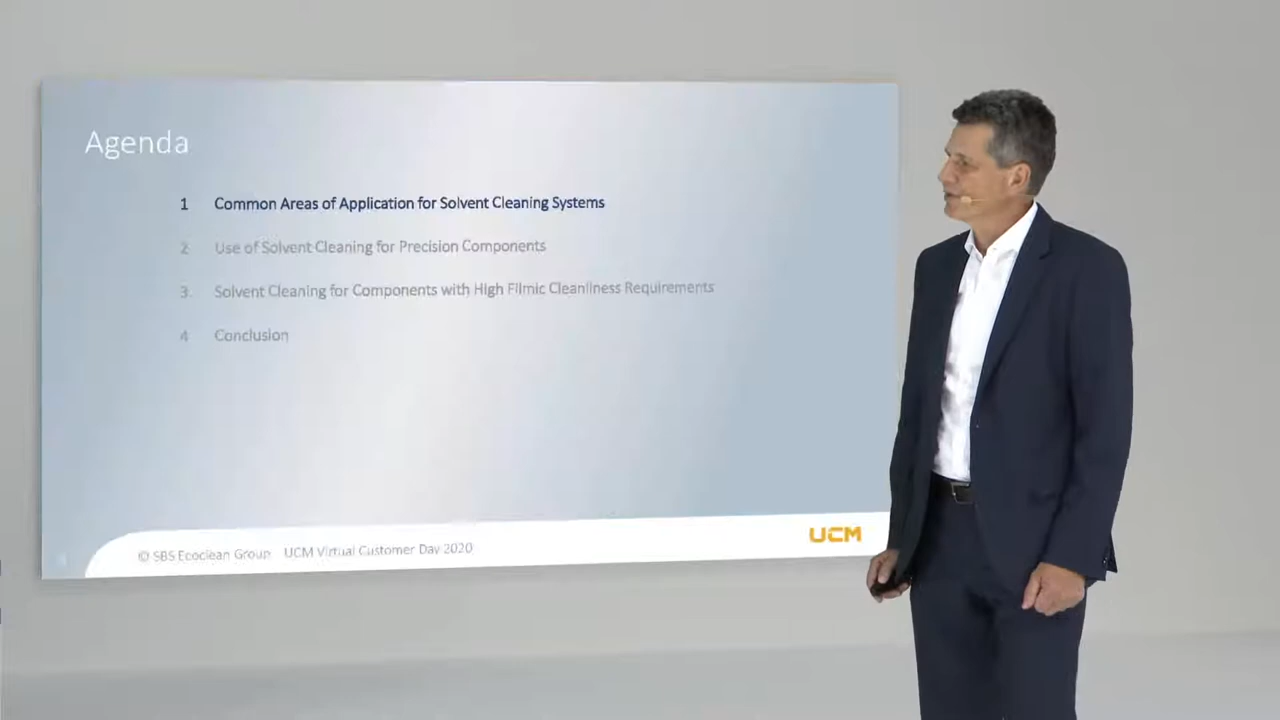 Agenda
1 Common Areas of Application for Solvent Cleaning Systems
2 Use of Solvent Cleaning for Precision Components
3. Solvent Cleaning for Components with High Filmic Cleanliness Requirements
4 Conclusion
© SBS Ecoclean Group UCM Virtual Customer Day 2020
UCM